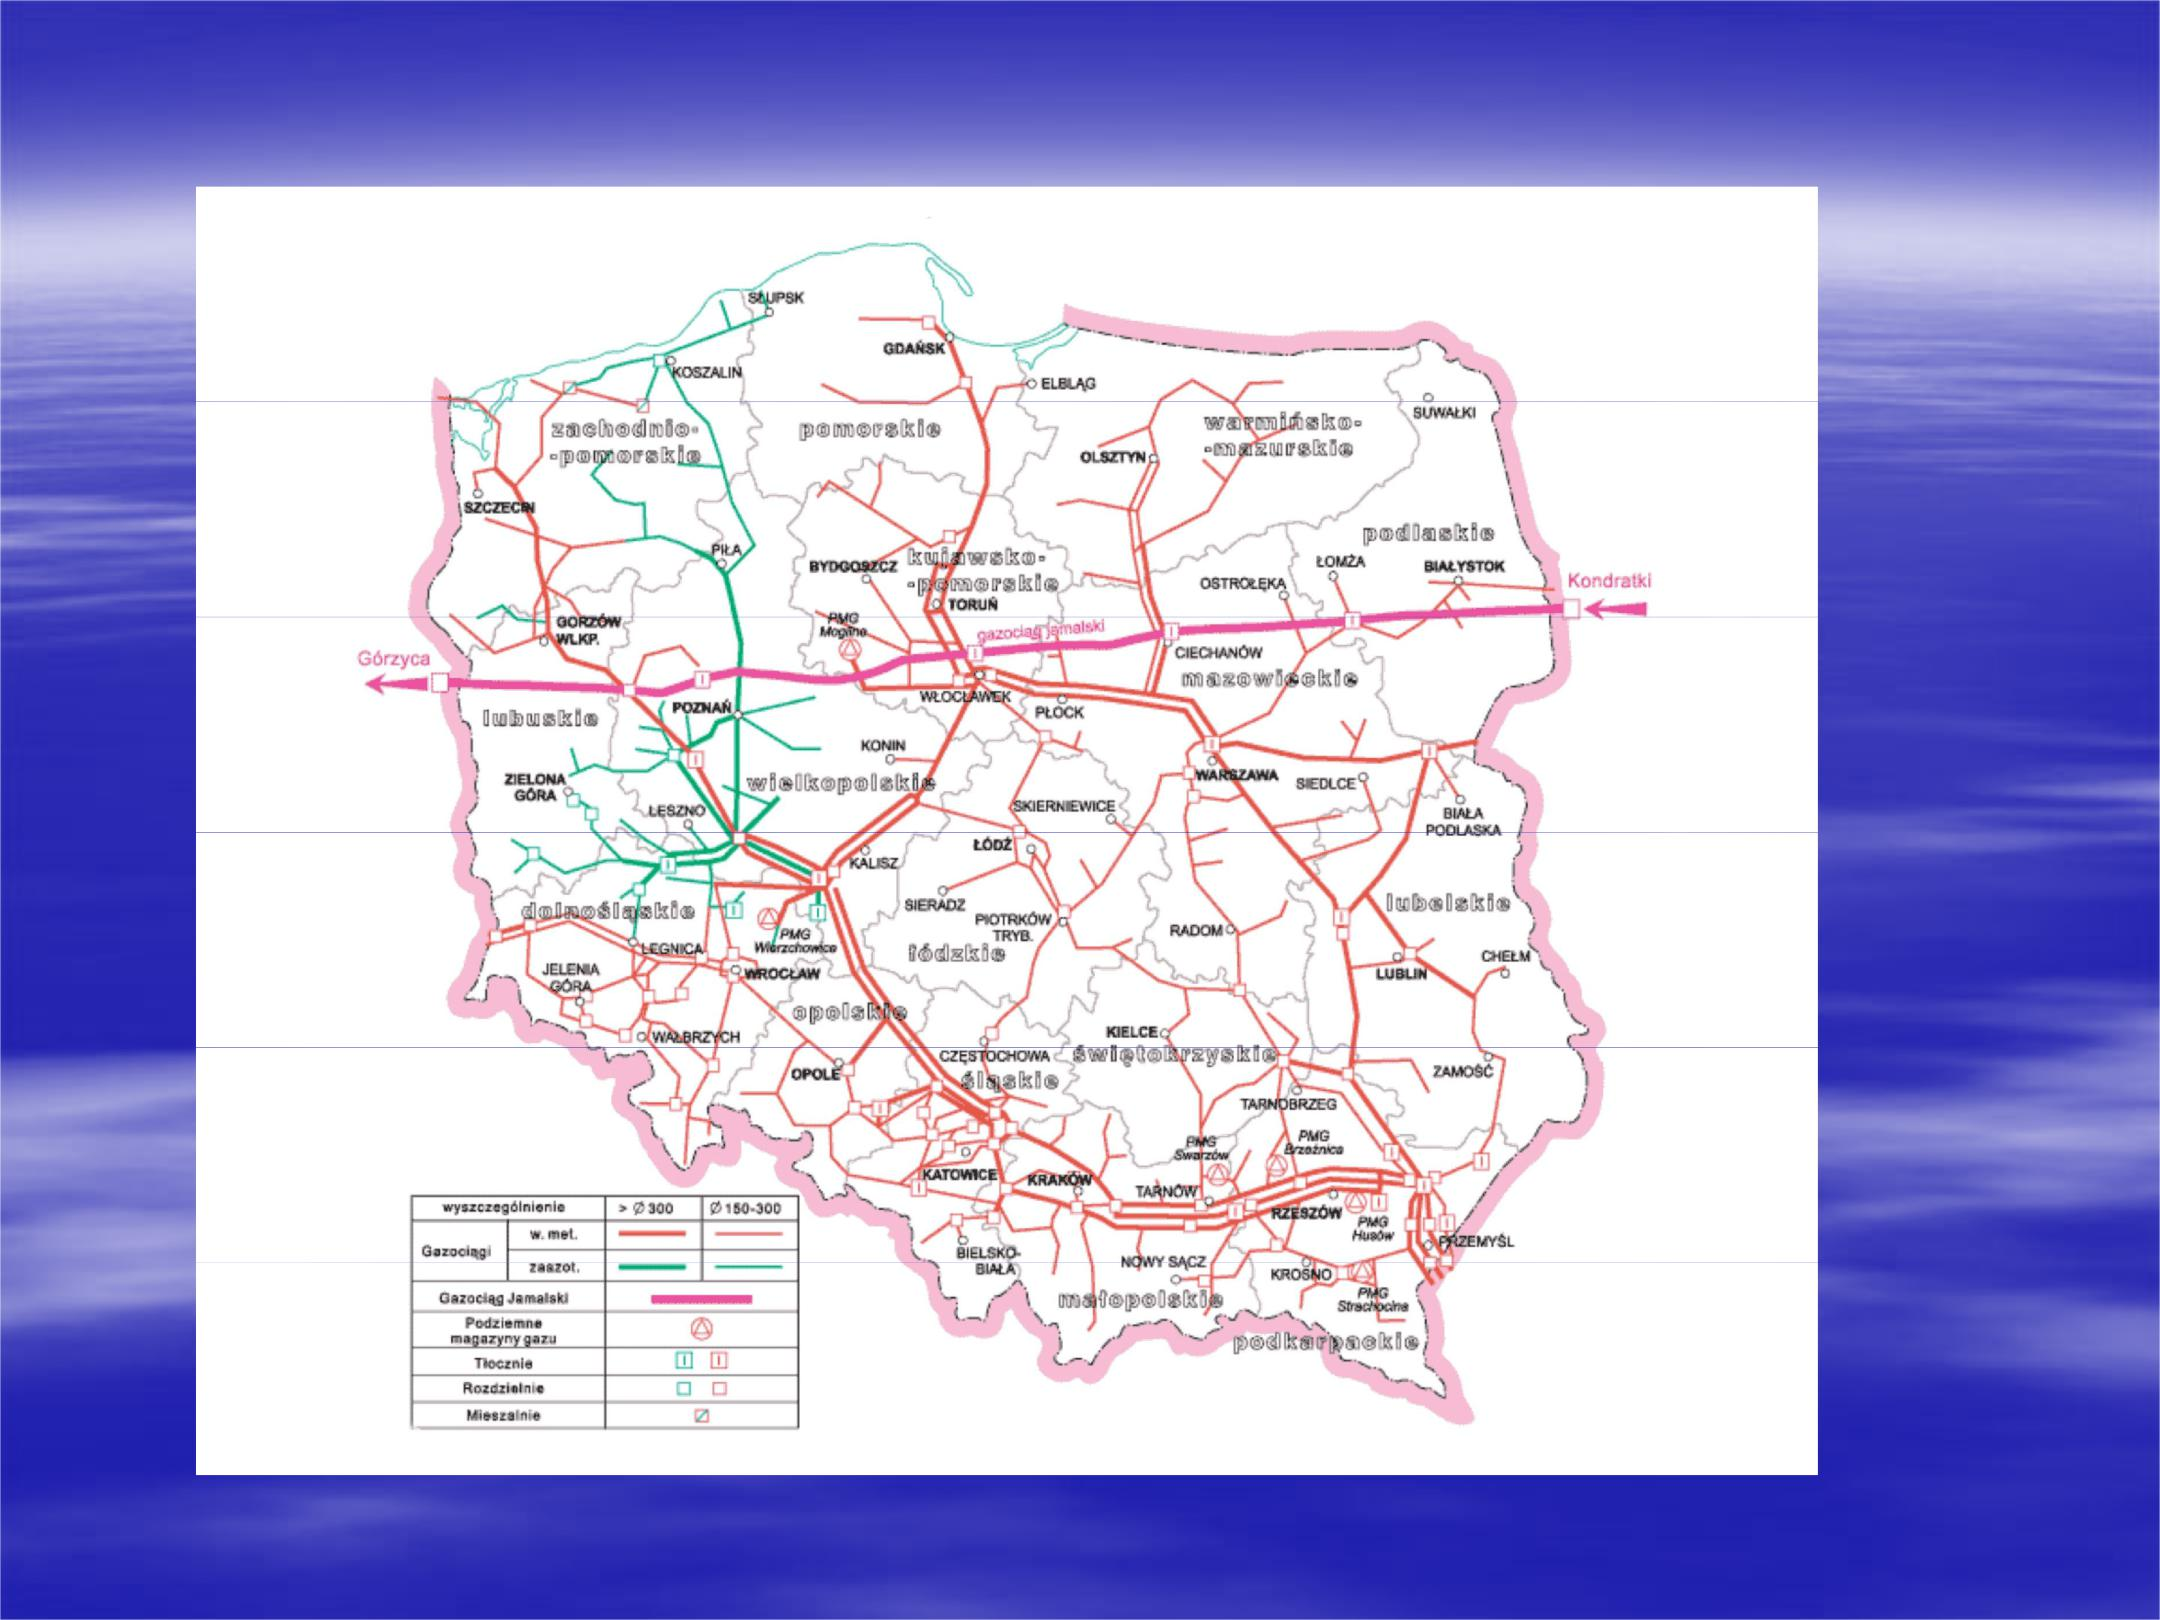 SŁUPSK
GDAŃSK
KOSZALIN
ELBLĄG
SUWAŁKI
zachodnio-
-pomorskie
pomorskie
warmińsko-
-mazurskie
OLSZTYN
SZCZECIN
podlaskie
PIŁA
BYDGOSZCZ
kujawsko-
-pomorskie
ŁOMŻA
BIAŁYSTOK
OSTROŁĘKA
Kondratki
TORUŃ
GORZÓW
WLKP.
PMG
Mogilno
gazociąg jamalski
CIECHANÓW
Górzyca
mazowieckie
WŁOCŁAWEK
PŁOCK
lubuskie
POZNAŃ
KONIN
WARSZAWA
SIEDLCE
ZIELONA
GÓRA
wielkopolskie
LESZNO
SKIERNIEWICE
BIAŁA
PODLASKA
ŁÓDŹ
KALISZ
SIERADZ
PIOTRKÓW
TRYB.
lubelskie
dolnośląskie
PMG
Wierzchowice
RADOM
LEGNICA
łódzkie
CHEŁM
LUBLIN
JELENIA
GÓRA
WROCŁAW
opolskie
WAŁBRZYCH
KIELCE
CZĘSTOCHOWA
świętokrzyskie
OPOLE
śląskie
ZAMOŚĆ
TARNOBRZEG
PMG
Swarzów
PMG
Brzeźnica
KATOWICE
KRAKÓW
TARNÓW
RZESZÓW
PMG
Husów
PRZEMYŚL
BIELSKO-
BIAŁA
NOWY SĄCZ
KROSNO
PMG
Strachocina
małopolskie
podkarpackie
wyszczególnienie > Ø 300 Ø 150-300
Gazociągi
w. met.
zaazot.
Gazociąg Jamalski
Podziemne
magazyny gazu
Tłocznie
Rozdzielnie
Mieszalnie